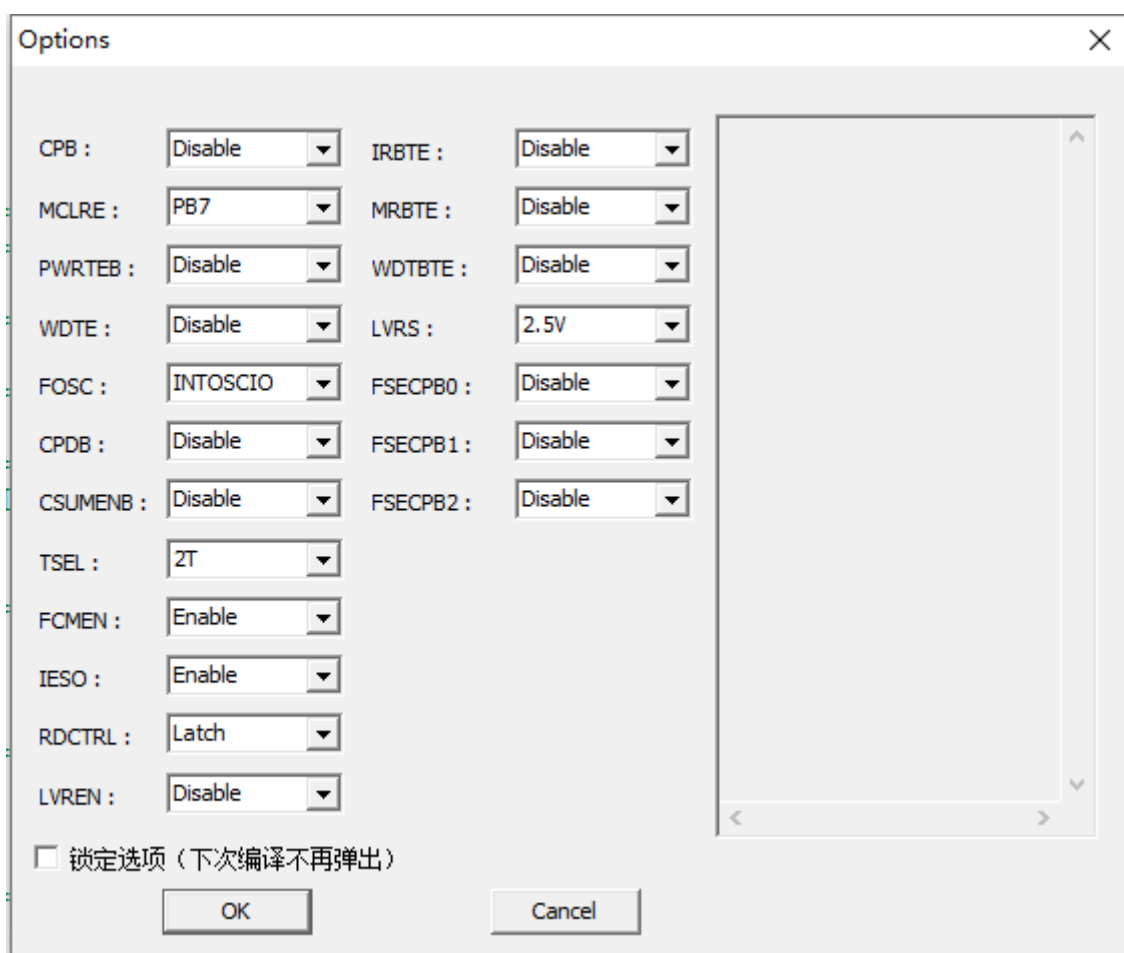 Options
CPB : Disable IRBTE : Disable
MCLRE : PB7 MRBTE : Disable
PWRTEB : Disable WDTBTE : Disable
WDTE : Disable LVRS : 2.5V
FOSC : INTOSCIO FSECPB0 : Disable
CPDB : Disable FSECPB1 : Disable
CSUMENB : Disable FSECPB2 : Disable
TSEL : 2T
FCMEN : Enable
IESO : Enable
RDCTRL : Latch
LVREN : Disable
锁定选项（下次编译不再弹出）
OK Cancel